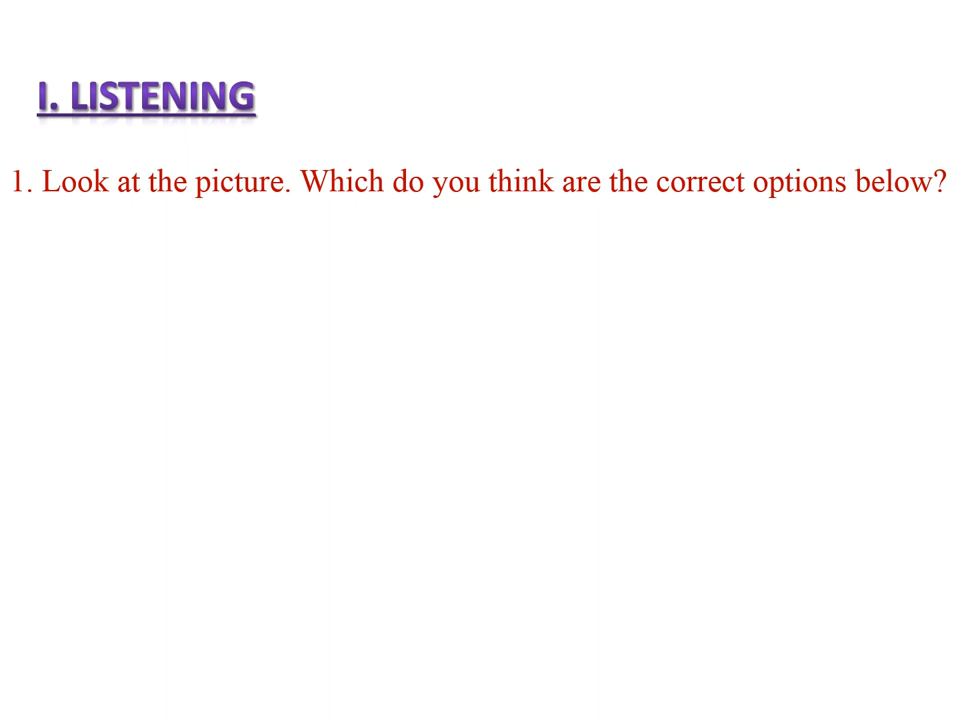 I. LISTENING
1. Look at the picture. Which do you think are the correct options below?